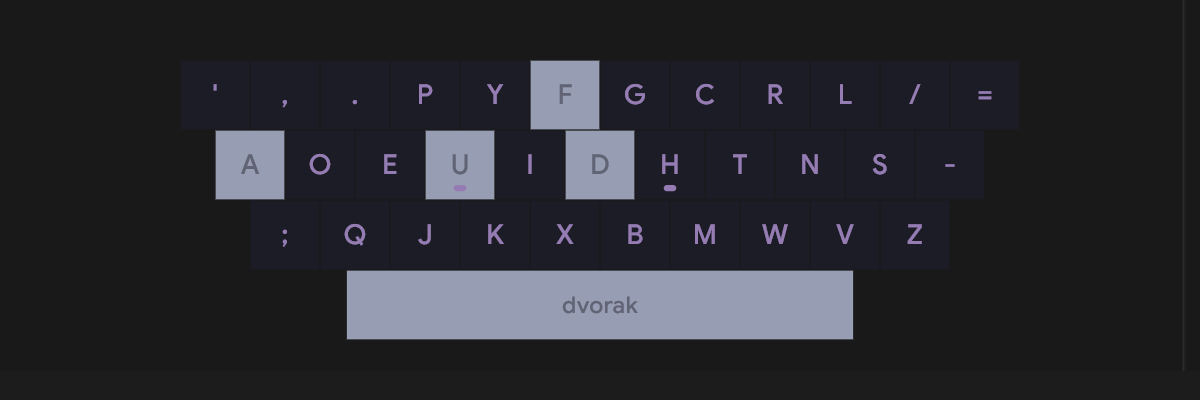 ' , . P Y F G C R L / =
A O E U I D H T N S -
; Q J K X B M W V Z
dvorak